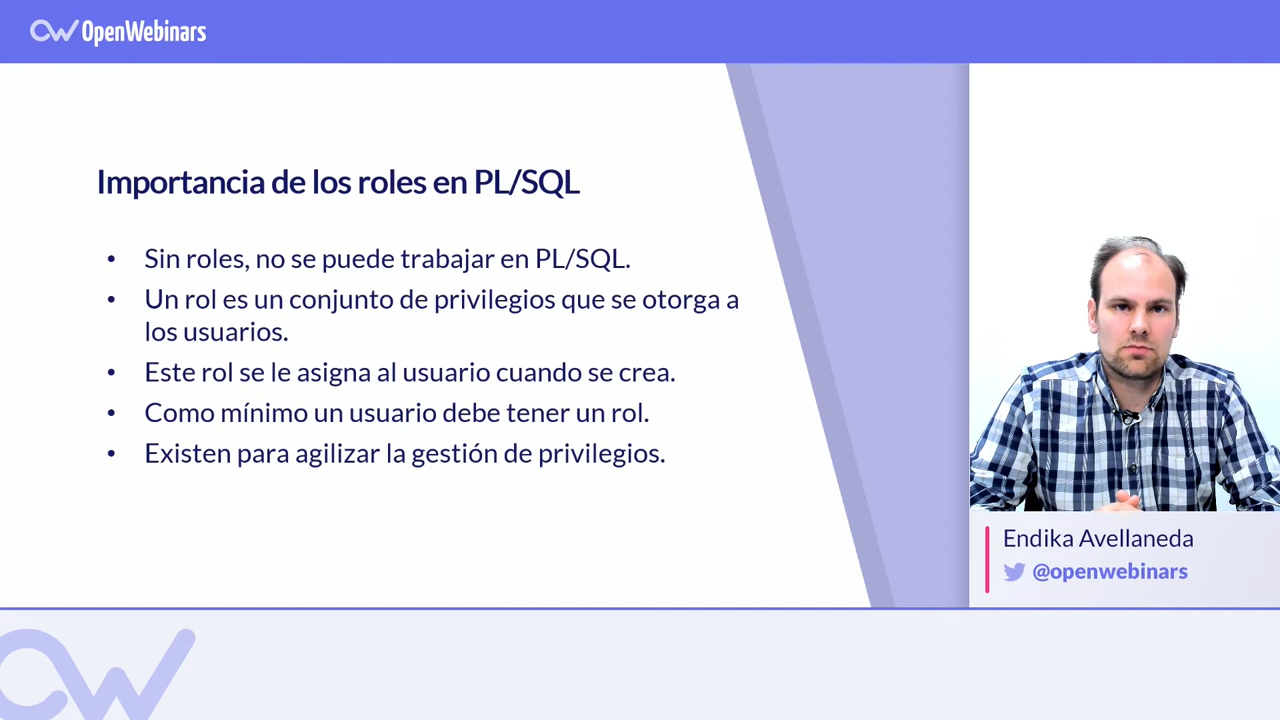 OpenWebinars
Importancia de los roles en PL/SQL
• Sin roles, no se puede trabajar en PL/SQL.
• Un rol es un conjunto de privilegios que se otorga a
los usuarios.
• Este rol se le asigna al usuario cuando se crea.
• Como mínimo un usuario debe tener un rol.
• Existen para agilizar la gestión de privilegios.
Endika Avellaneda
@openwebinars